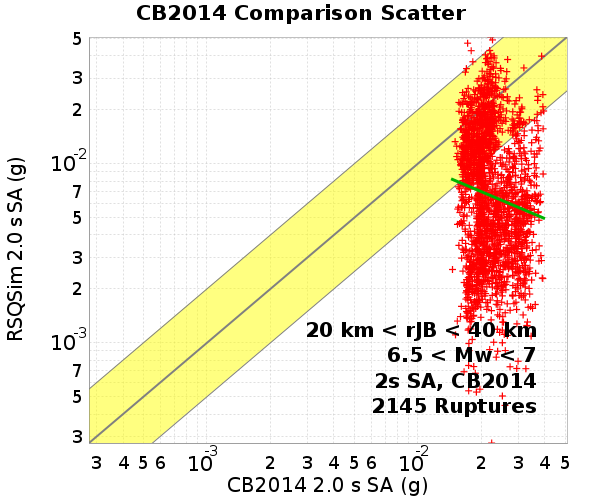 CB2014 Comparison Scatter
RSQSim 2.0 s SA (g)
5
3
2
10-2
7
5
3
2
10-3
7
5
3
20 km < rJB < 40 km
6.5 < Mw < 7
2s SA, CB2014
2145 Ruptures
3 4 5 6 10-3 2 3 4 5 6 10-2 2 3 4 5
CB2014 2.0 s SA (g)